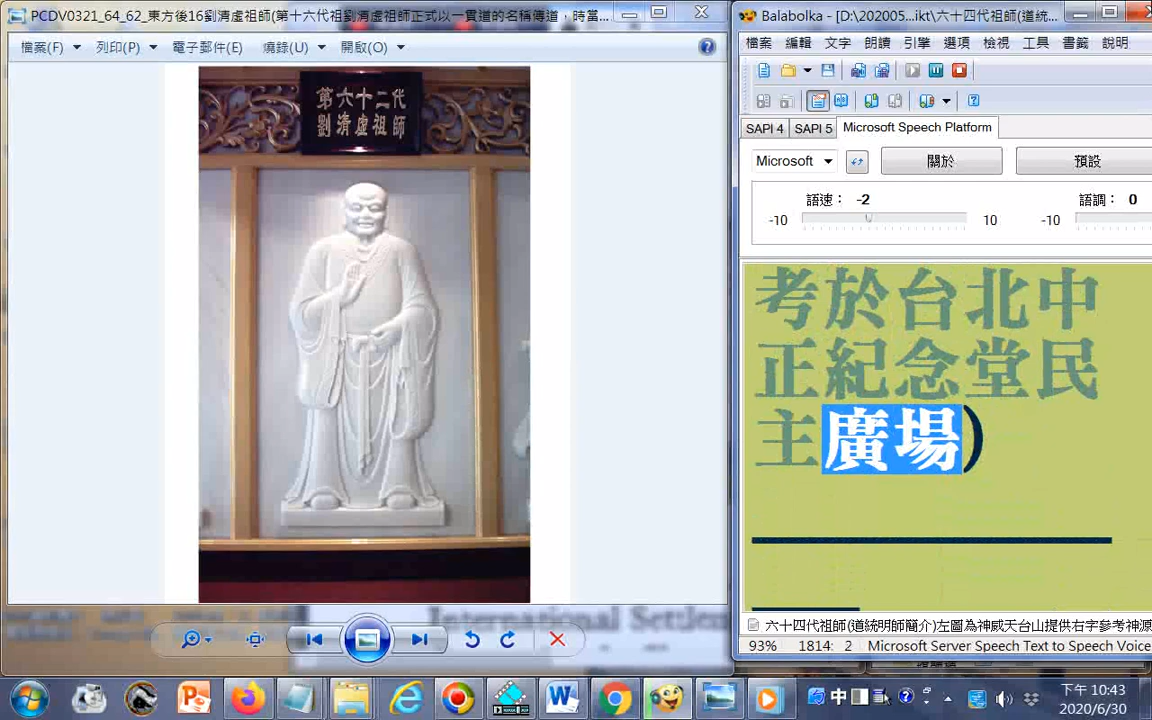 PCDV0321_64_62_東方後16劉清虛祖師(第十六代祖劉清虛祖師正式以一貫道的名稱傳道，時當...
檔案(F) 列印(P) 電子郵件(E) 燒錄(U) 開啟(O)
第六十二代
劉清虛祖師
International Settlem
Balabolka - [D:\202005...ikt\六十四代祖師(道統...
檔案 編輯 文字 朗讀 引擎 選項 檢視 工具 書籤 說明
SAPI 4 SAPI 5 Microsoft Speech Platform
Microsoft 關於 預設
語速： -2 語調： 0
-10 10 -10
考於台北中
正紀念堂民
主廣場)
六十四代祖師(道統明師簡介)左圖為神威天台山提供右字參考神源
93% 1814: 2 Microsoft Server Speech Text to Speech Voice
中
下午 10:43
2020/6/30